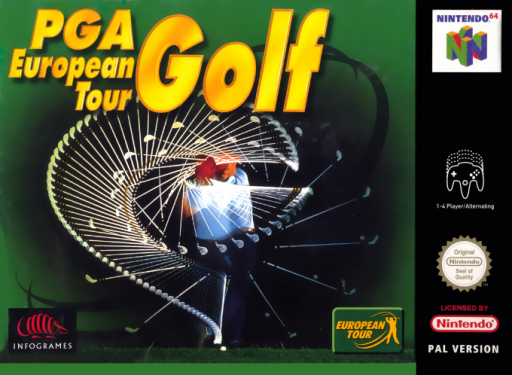 PGA
European
Tour
Golf
NINTENDO 64
1-4 Player/Alternating
Original
Nintendo
Seal of
Quality
LICENSED BY
Nintendo
PAL VERSION
INFOGRAMES
EUROPEAN
TOUR